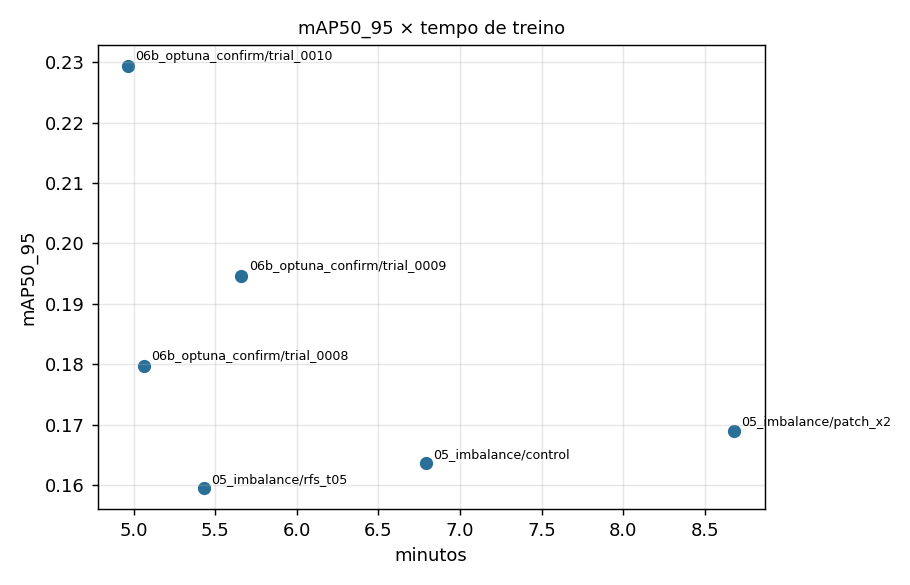 mAP50_95 × tempo de treino
mAP50_95
0.23
0.22
0.21
0.20
0.19
0.18
0.17
0.16
06b_optuna_confirm/trial_0010
06b_optuna_confirm/trial_0009
06b_optuna_confirm/trial_0008
05_imbalance/patch_x2
05_imbalance/control
05_imbalance/rfs_t05
5.0 5.5 6.0 6.5 7.0 7.5 8.0 8.5
minutos